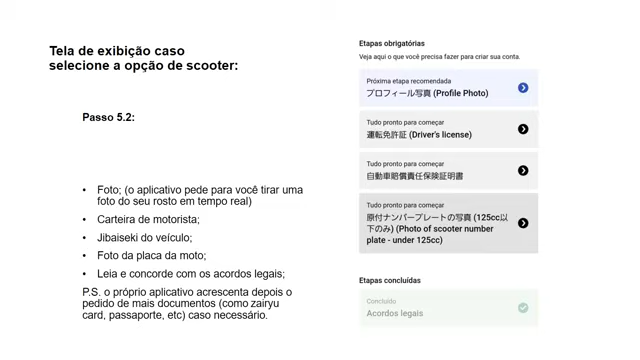 Tela de exibição caso
selecione a opção de scooter:
Passo 5.2:
• Foto; (o aplicativo pede para você tirar uma
foto do seu rosto em tempo real)
• Carteira de motorista;
• Jibaiseki do veículo;
• Foto da placa da moto;
• Leia e concorde com os acordos legais;
P.S. o próprio aplicativo acrescenta depois o
pedido de mais documentos (como zairyu
card, passaporte, etc) caso necessário.
Etapas obrigatórias
Veja aqui o que você precisa fazer para criar sua conta.
Próxima etapa recomendada
プロフィール写真 (Profile Photo)
Tudo pronto para começar
運転免許証 (Driver's license)
Tudo pronto para começar
自動車賠償責任保険証明書
Tudo pronto para começar
原付ナンバープレートの写真 (125cc以
下のみ) (Photo of scooter number
plate - under 125cc)
Etapas concluídas
Concluído
Acordos legais